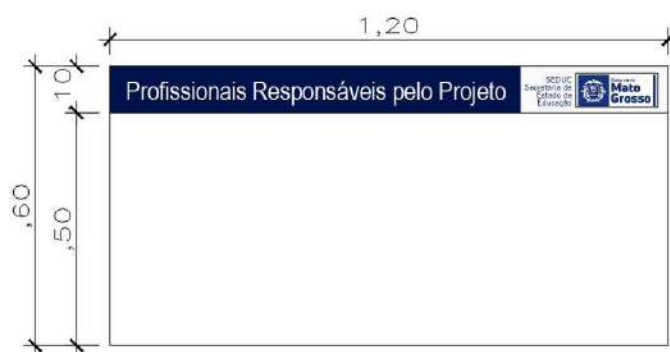 1,20
,10
Profissionais Responsáveis pelo Projeto
SEDUC
Secretaria de
Estado de
Educação
Mato
Grosso
,60
,50